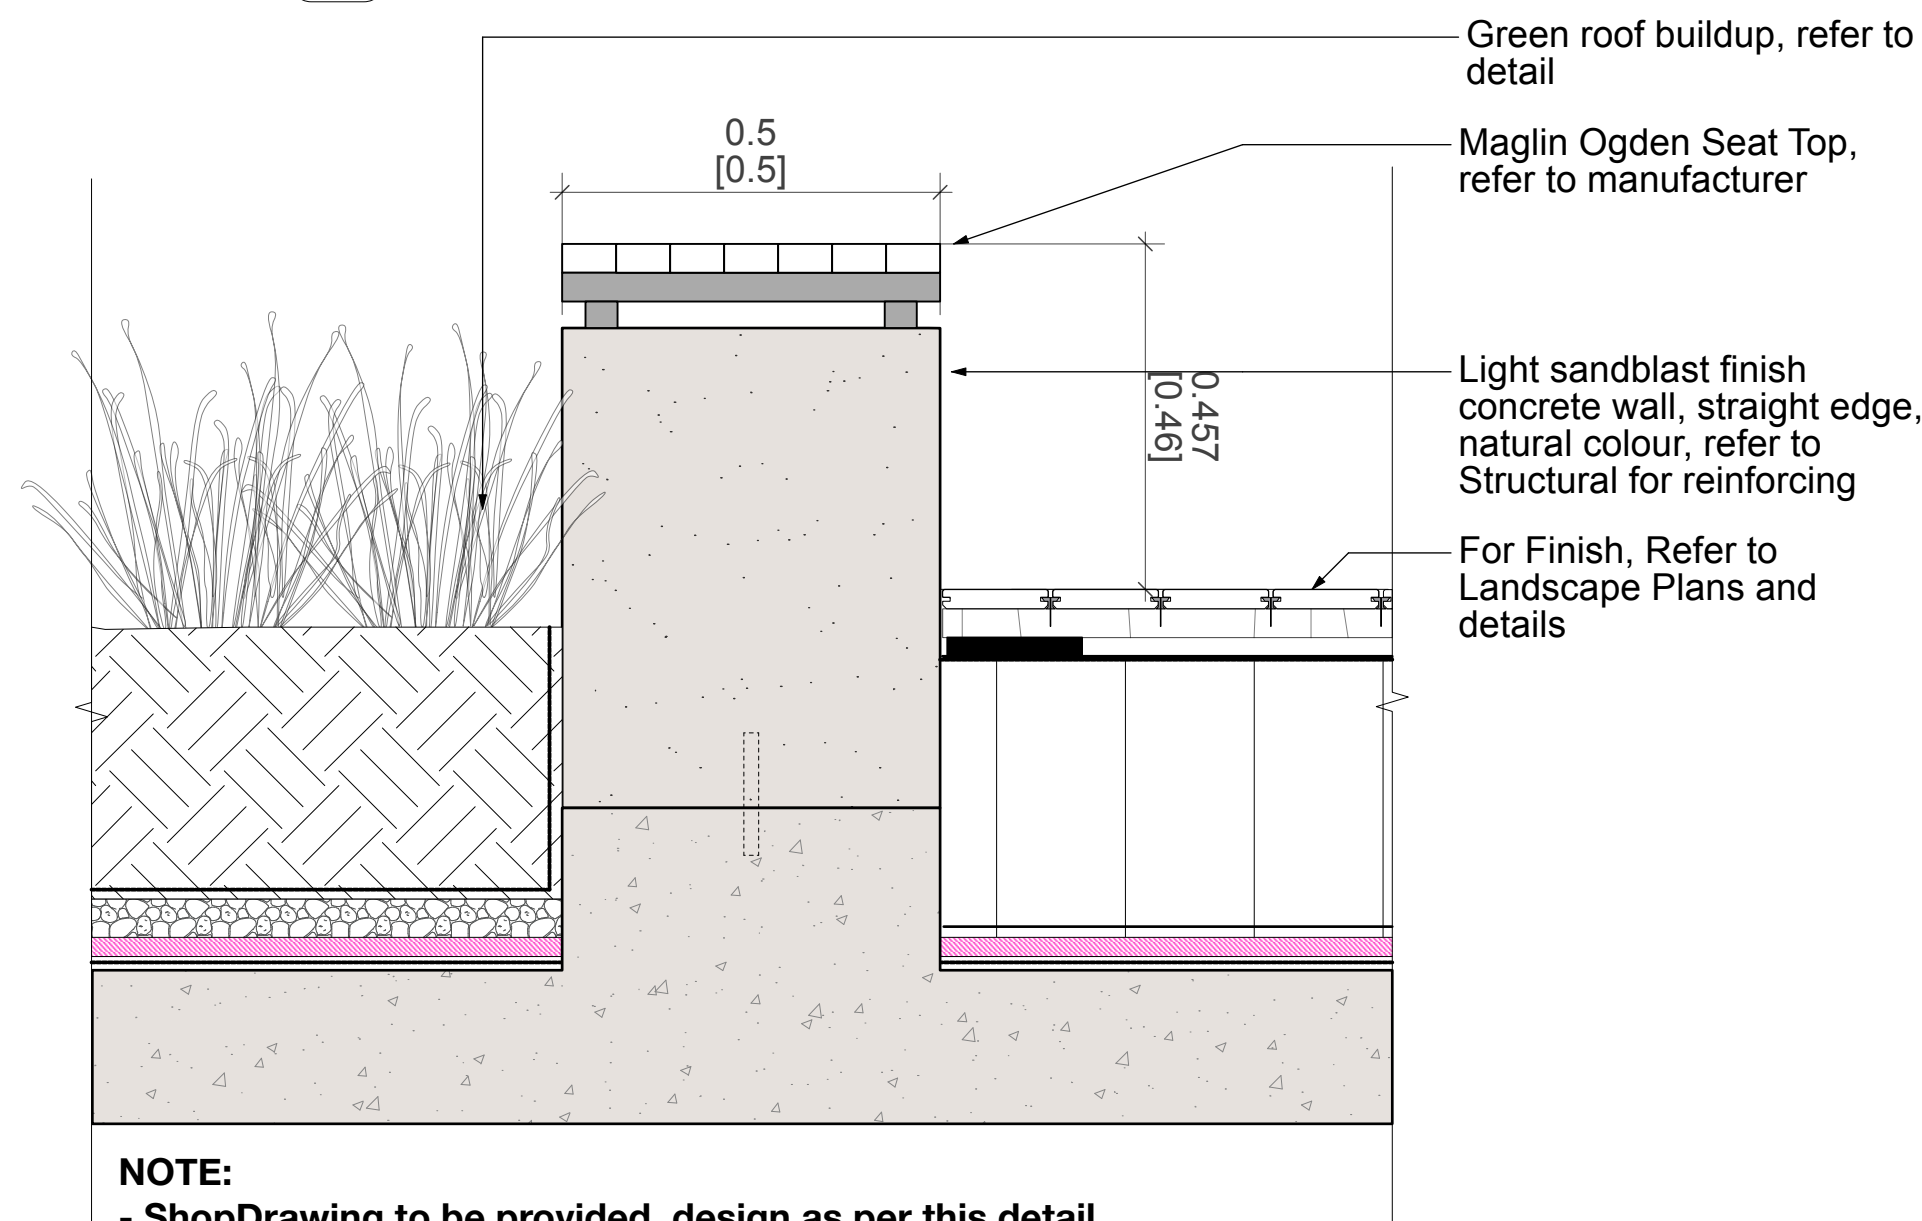 Green roof buildup, refer to
detail
0.5
[0.5]
Maglin Ogden Seat Top,
refer to manufacturer
0.457
[0.46]
Light sandblast finish
concrete wall, straight edge,
natural colour, refer to
Structural for reinforcing
For Finish, Refer to
Landscape Plans and
details
NOTE:
- ShopDrawing to be provided, design as per this detail